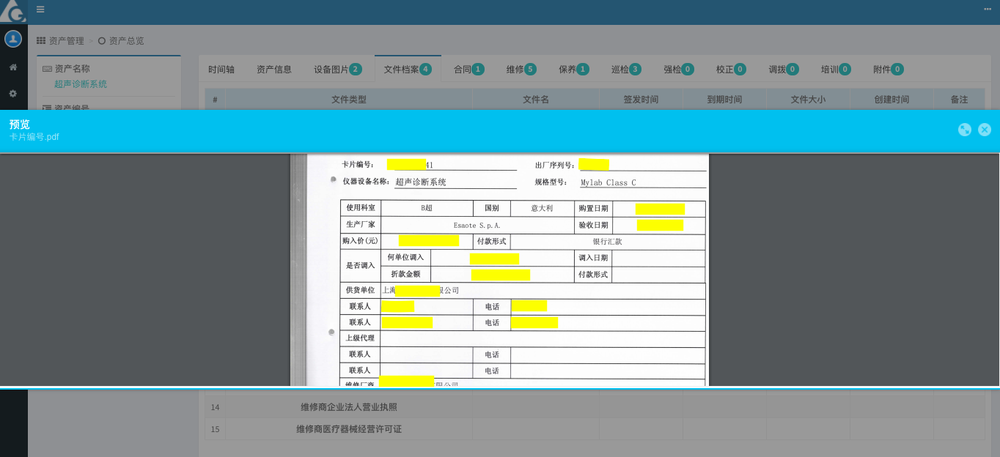 资产管理 > 资产总览
资产名称
超声诊断系统
资产编号
时间轴 资产信息 设备图片 2 文件档案 4 合同 1 维修 5 保养 1 巡检 3 强检 0 校正 0 调拨 0 培训 0 附件 0
# 文件类型 文件名 签发时间 到期时间 文件大小 创建时间 备注
预览
卡片编号.pdf
卡片编号: 41 出厂序列号:
仪器设备名称: 超声诊断系统 规格型号: Mylab Class C
使用科室 B超 国别 意大利 购置日期
生产厂家 Esaote S.p.A. 验收日期
购入价(元) 付款形式 银行汇款
是否调入 何单位调入 调入日期
折款金额 付款形式
供货单位 上海 限公司
联系人 电话
联系人 电话
上级代理
联系人 电话
联系人 电话
维修厂商 有限公司
14 维修商企业法人营业执照
15 维修商医疗器械经营许可证